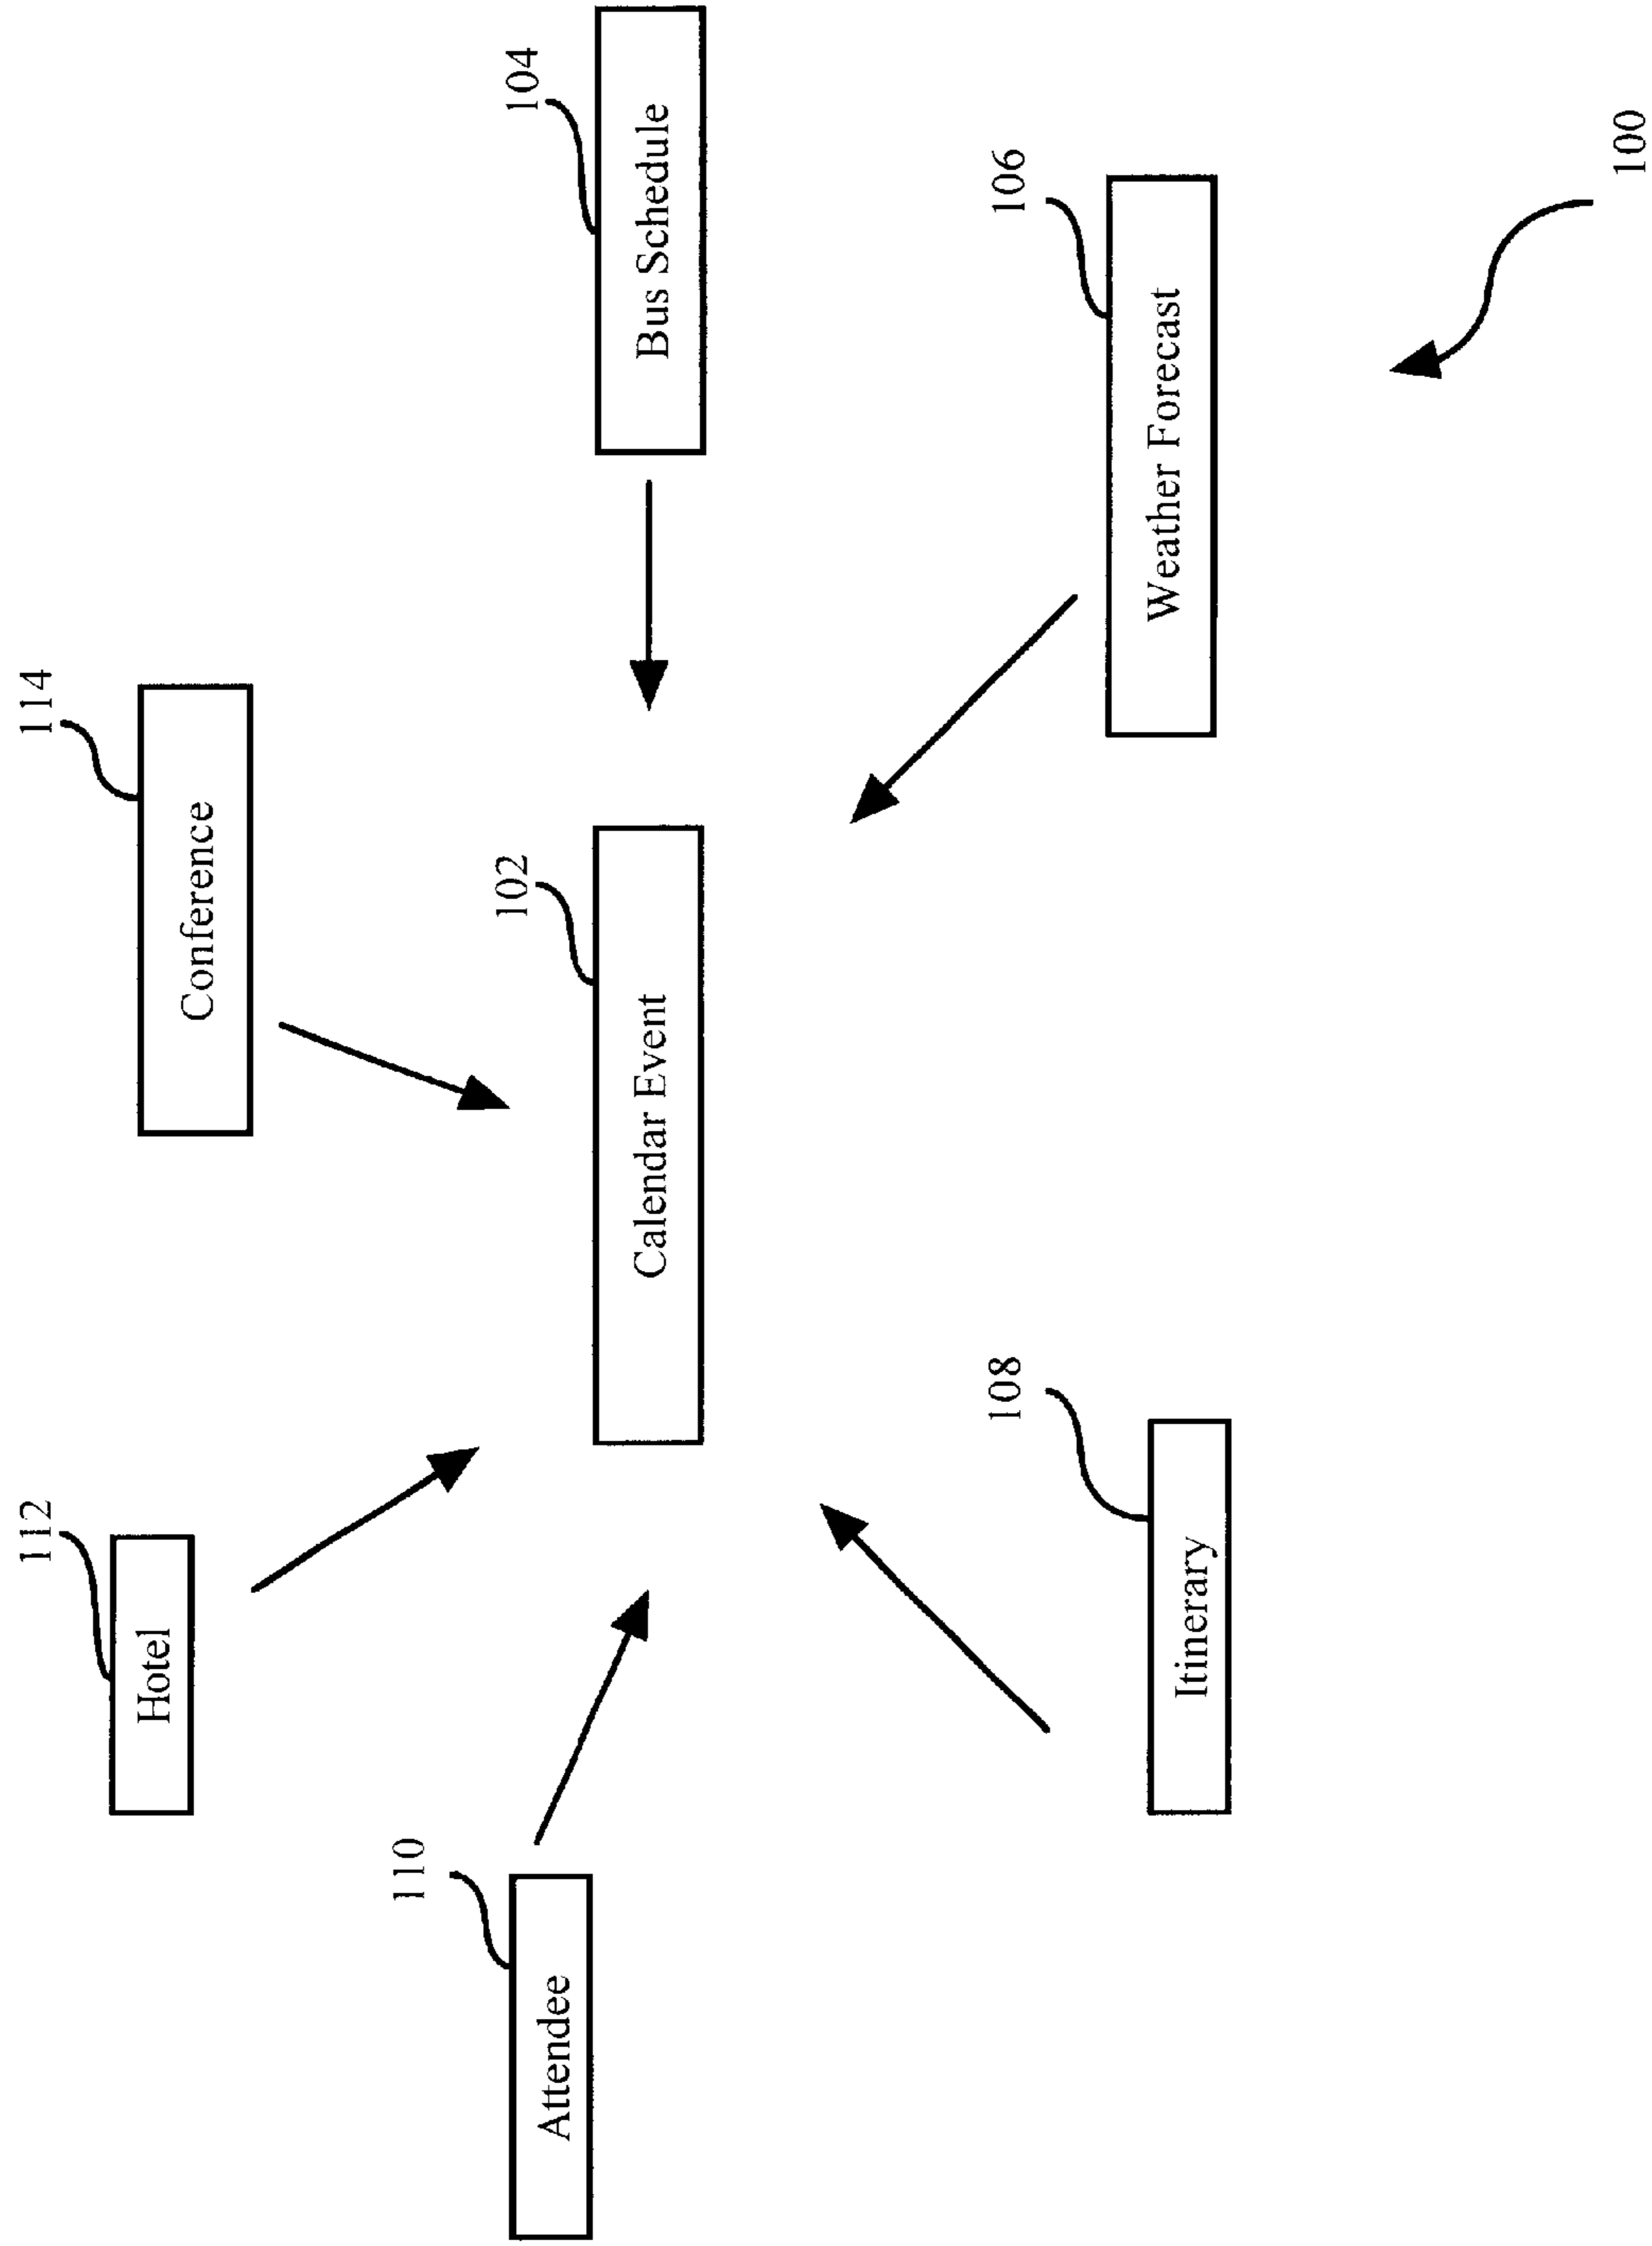 112
114
Hotel
Conference
110
102
104
Attendee
Calendar Event
Bus Schedule
108
106
Itinerary
Weather Forecast
100